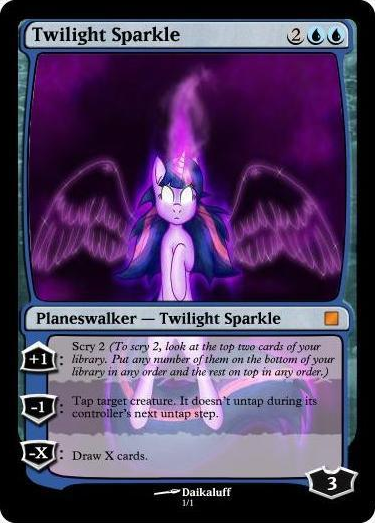 Twilight Sparkle 2
Planeswalker — Twilight Sparkle
+1: Scry 2 (To scry 2, look at the top two cards of your
library. Put any number of them on the bottom of your
library in any order and the rest on top in any order.)
-1: Tap target creature. It doesn't untap during its
controller's next untap step.
-X: Draw X cards.
3
Daikaluff
1/1